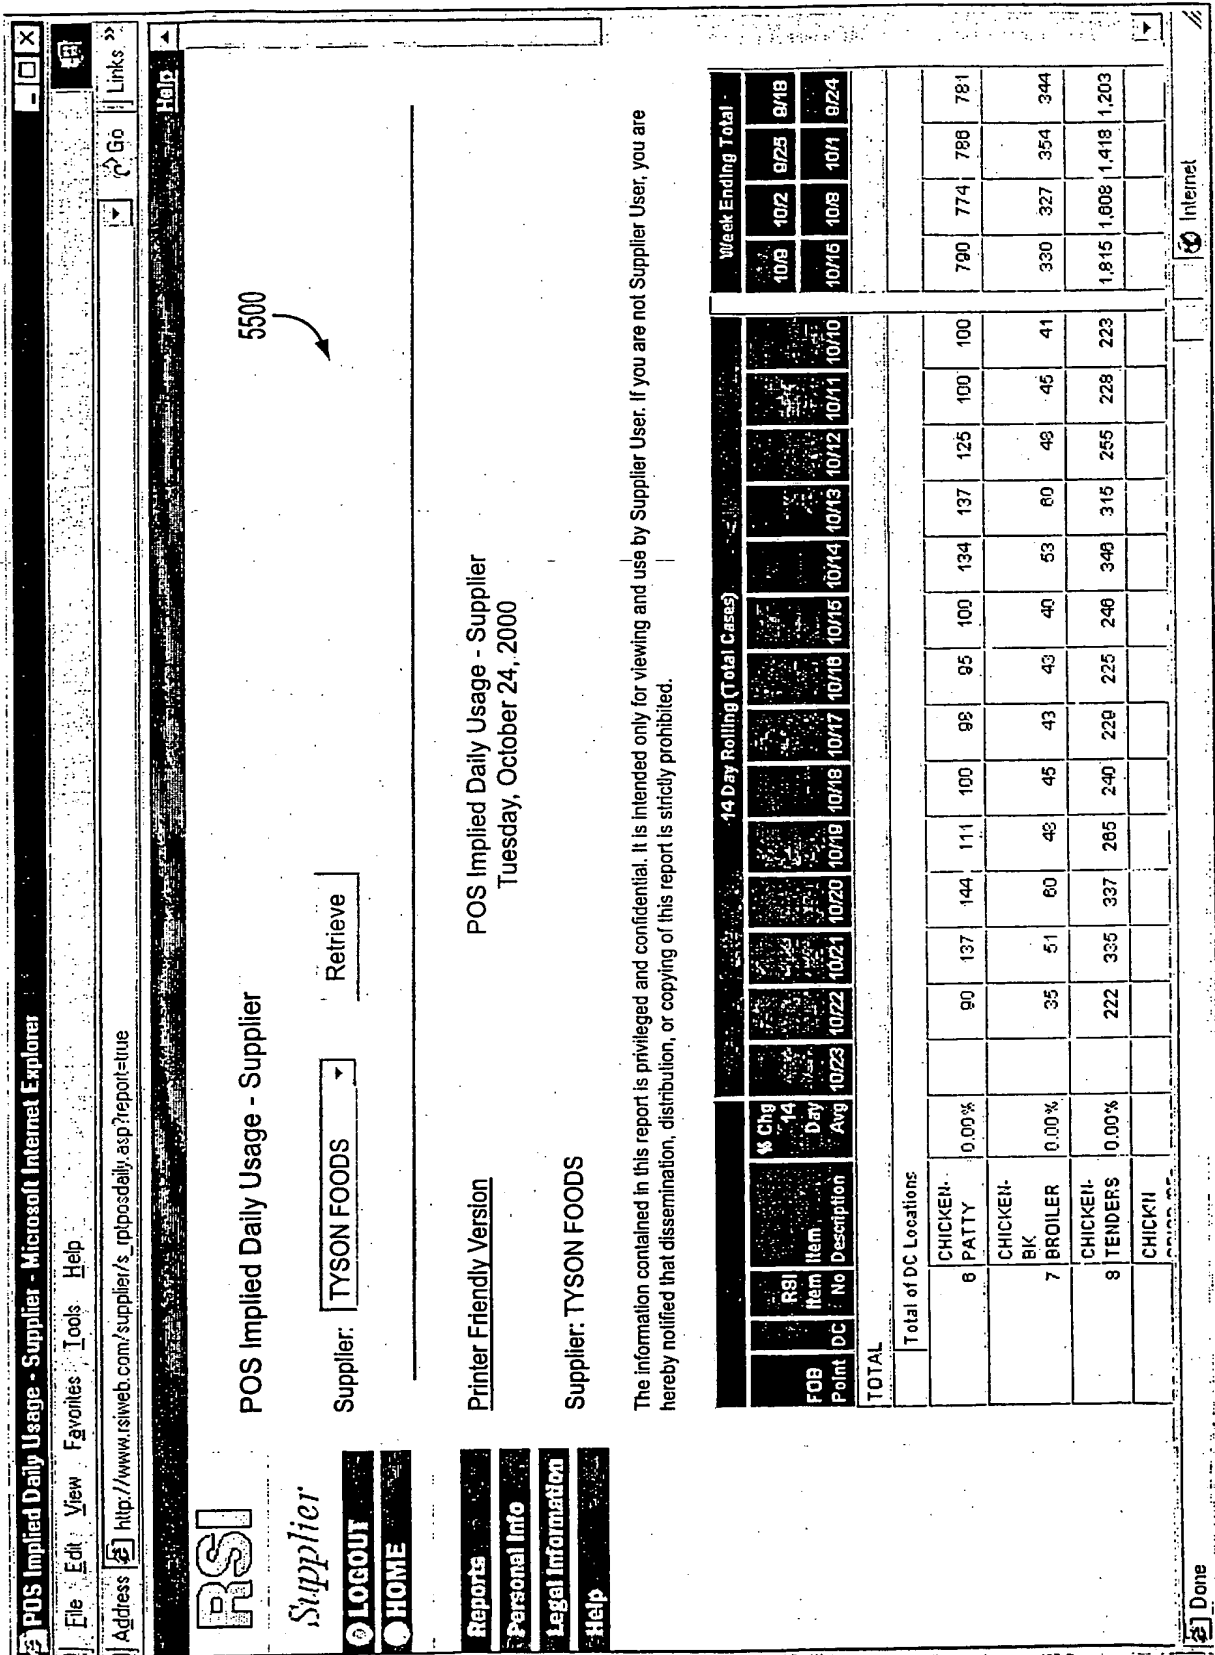 POS Implied Daily Usage - Supplier - Microsoft Internet Explorer
File Edit View Favorites Tools Help
Address http://www.rsiweb.com/supplier/s_rptposdaily.asp?report=true Go Links »
Help
RSI
Supplier
LOGOUT
HOME
Reports
Personal Info
Legal Information
Help
POS Implied Daily Usage - Supplier
5500
Supplier: TYSON FOODS Retrieve
Printer Friendly Version
POS Implied Daily Usage - Supplier
Tuesday, October 24, 2000
Supplier: TYSON FOODS
The information contained in this report is privileged and confidential. It is intended only for viewing and use by Supplier User. If you are not Supplier User, you are
hereby notified that dissemination, distribution, or copying of this report is strictly prohibited.
14 Day Rolling (Total Cases) Week Ending Total -
FOB Point DC RSI Item No Item Description % Chg 14 Day Avg 10/23 10/22 10/21 10/20 10/19 10/18 10/17 10/16 10/15 10/14 10/13 10/12 10/11 10/10 10/9 10/2 9/25 9/18
10/15 10/8 10/1 9/24
TOTAL
Total of DC Locations
6 CHICKEN-PATTY 0.00% 90 137 144 111 100 98 95 100 134 137 125 100 100 790 774 786 781
7 CHICKEN-BK BROILER 0.00% 35 51 60 48 45 43 43 40 53 60 48 45 41 330 327 354 344
8 CHICKEN-TENDERS 0.00% 222 335 337 265 240 229 225 246 346 315 255 228 223 1,815 1,608 1,418 1,203
CHICK'N
Done Internet